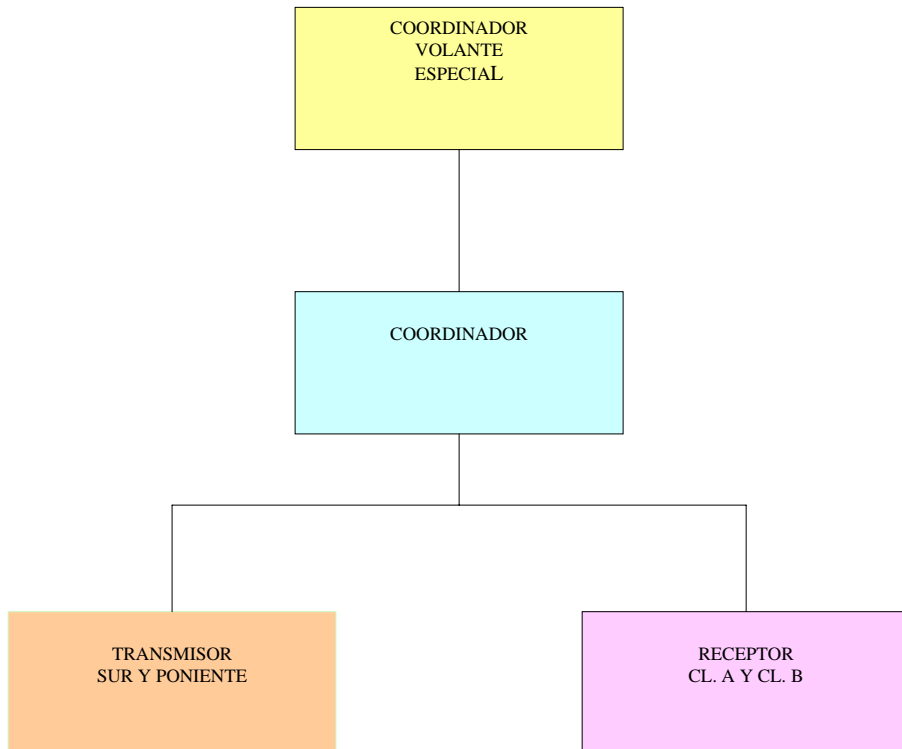 COORDINADOR
VOLANTE
ESPECIAL
COORDINADOR
TRANSMISOR
SUR Y PONIENTE
RECEPTOR
CL. A Y CL. B